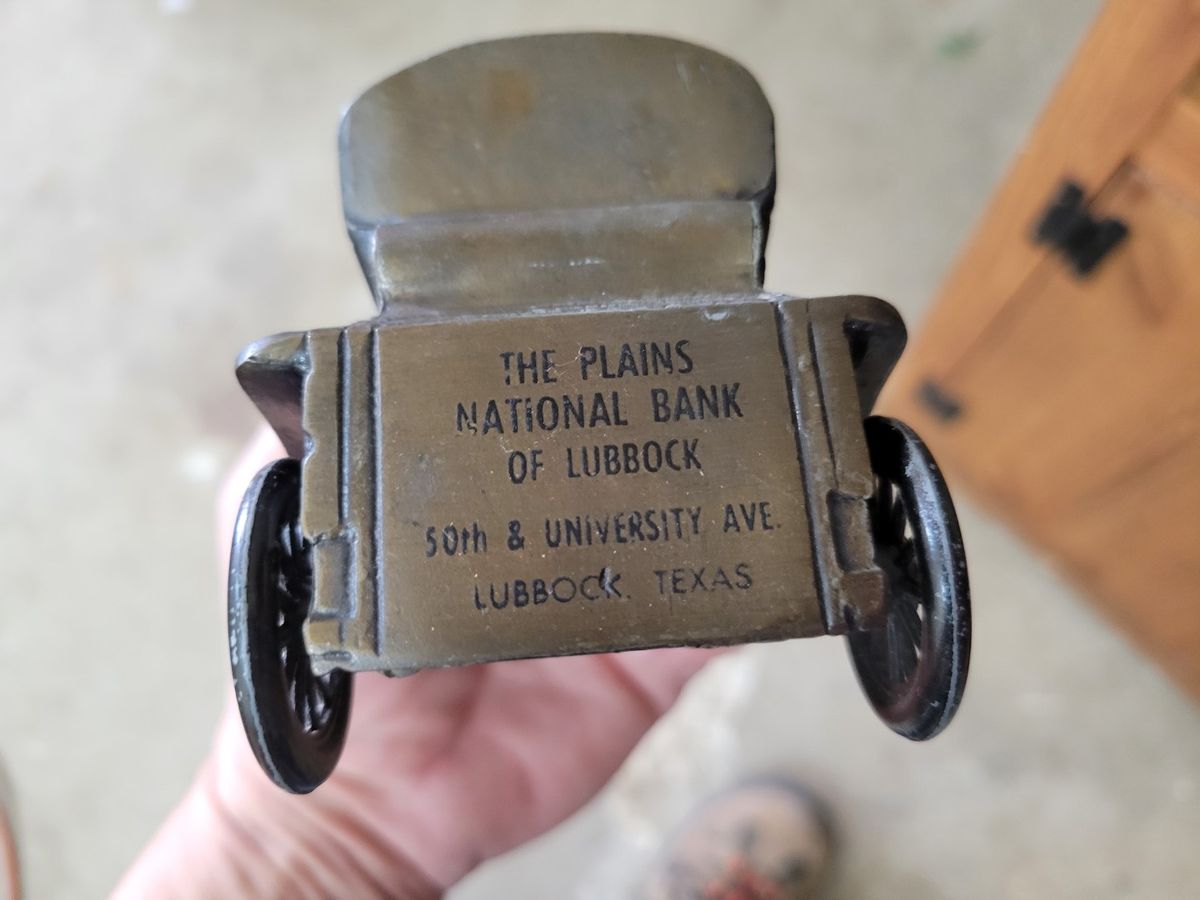 THE PLAINS
NATIONAL BANK
OF LUBBOCK
50th & UNIVERSITY AVE.
LUBBOCK, TEXAS